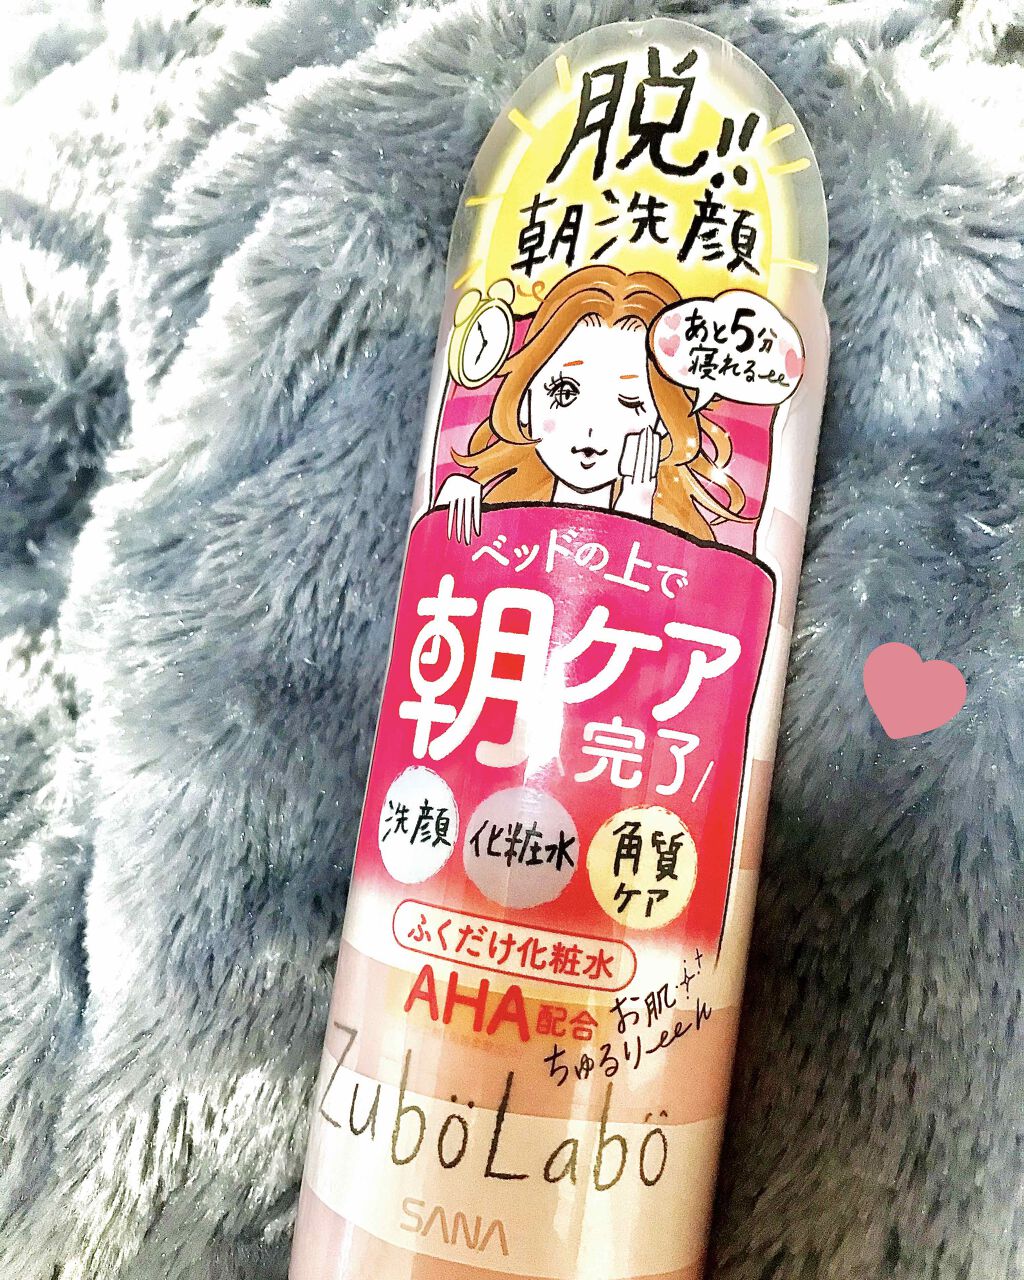 脱!!
朝洗顔
あと5分
寝れる〜
ベッドの上で
朝ケア
完了/
洗顔
化粧水
角質
ケア
ふくだけ化粧水
AHA配合
お肌
ちゅるり〜ん
ZuböLabö
SANA